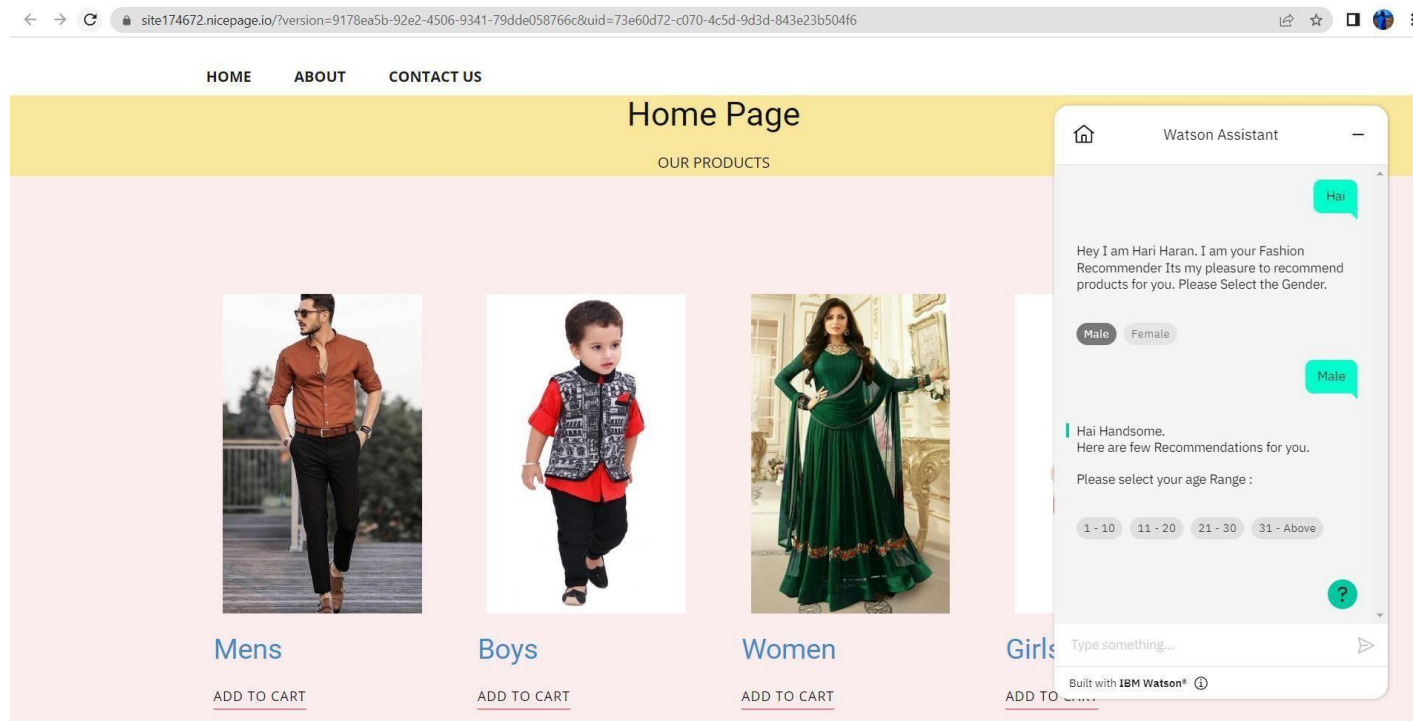 site174672.nicepage.io/?version=9178ea5b-92e2-4506-9341-79dde058766c&uid=73e60d72-c070-4c5d-9d3d-843e23b504f6
HOME ABOUT CONTACT US
Home Page
OUR PRODUCTS
Mens
ADD TO CART
Boys
ADD TO CART
Women
ADD TO CART
Girls
ADD TO CART
Watson Assistant
Hai
Hey I am Hari Haran. I am your Fashion
Recommender Its my pleasure to recommend
products for you. Please Select the Gender.
Male Female
Male
Hai Handsome.
Here are few Recommendations for you.
Please select your age Range :
1 - 10 11 - 20 21 - 30 31 - Above
?
Type something...
Built with IBM Watson®